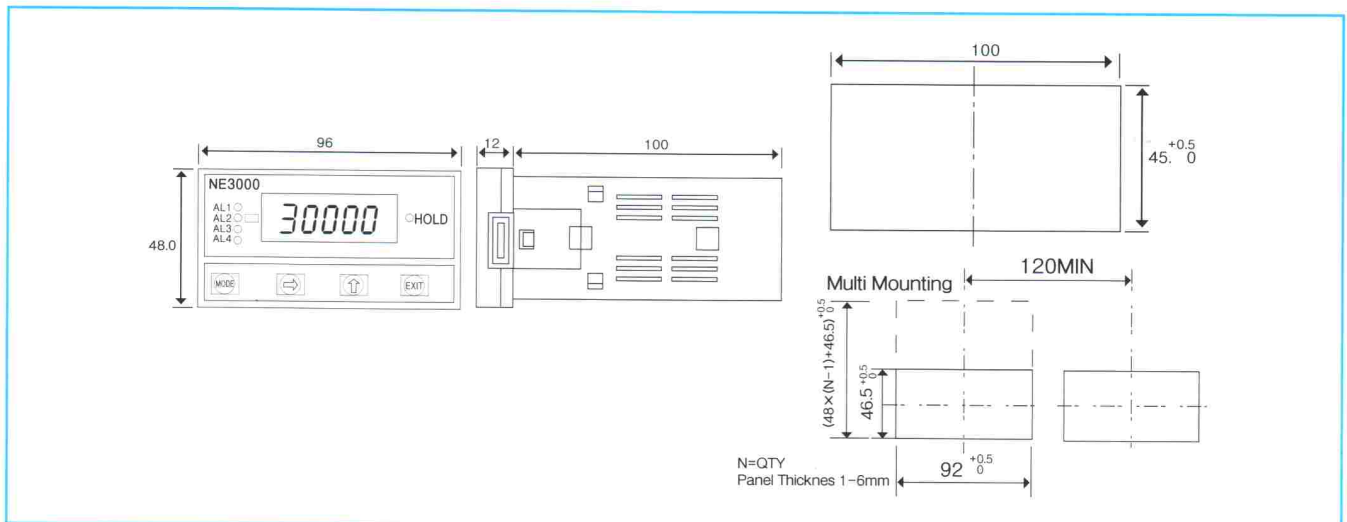 96
48.0
NE3000
AL1
AL2
AL3
AL4
30000
HOLD
MODE
EXIT
12
100
100
45. +0.5 0
Multi Mounting
120MIN
(48×(N-1)+46.5) +0.5 0
46.5 +0.5 0
92 +0.5 0
N=QTY
Panel Thicknes 1-6mm